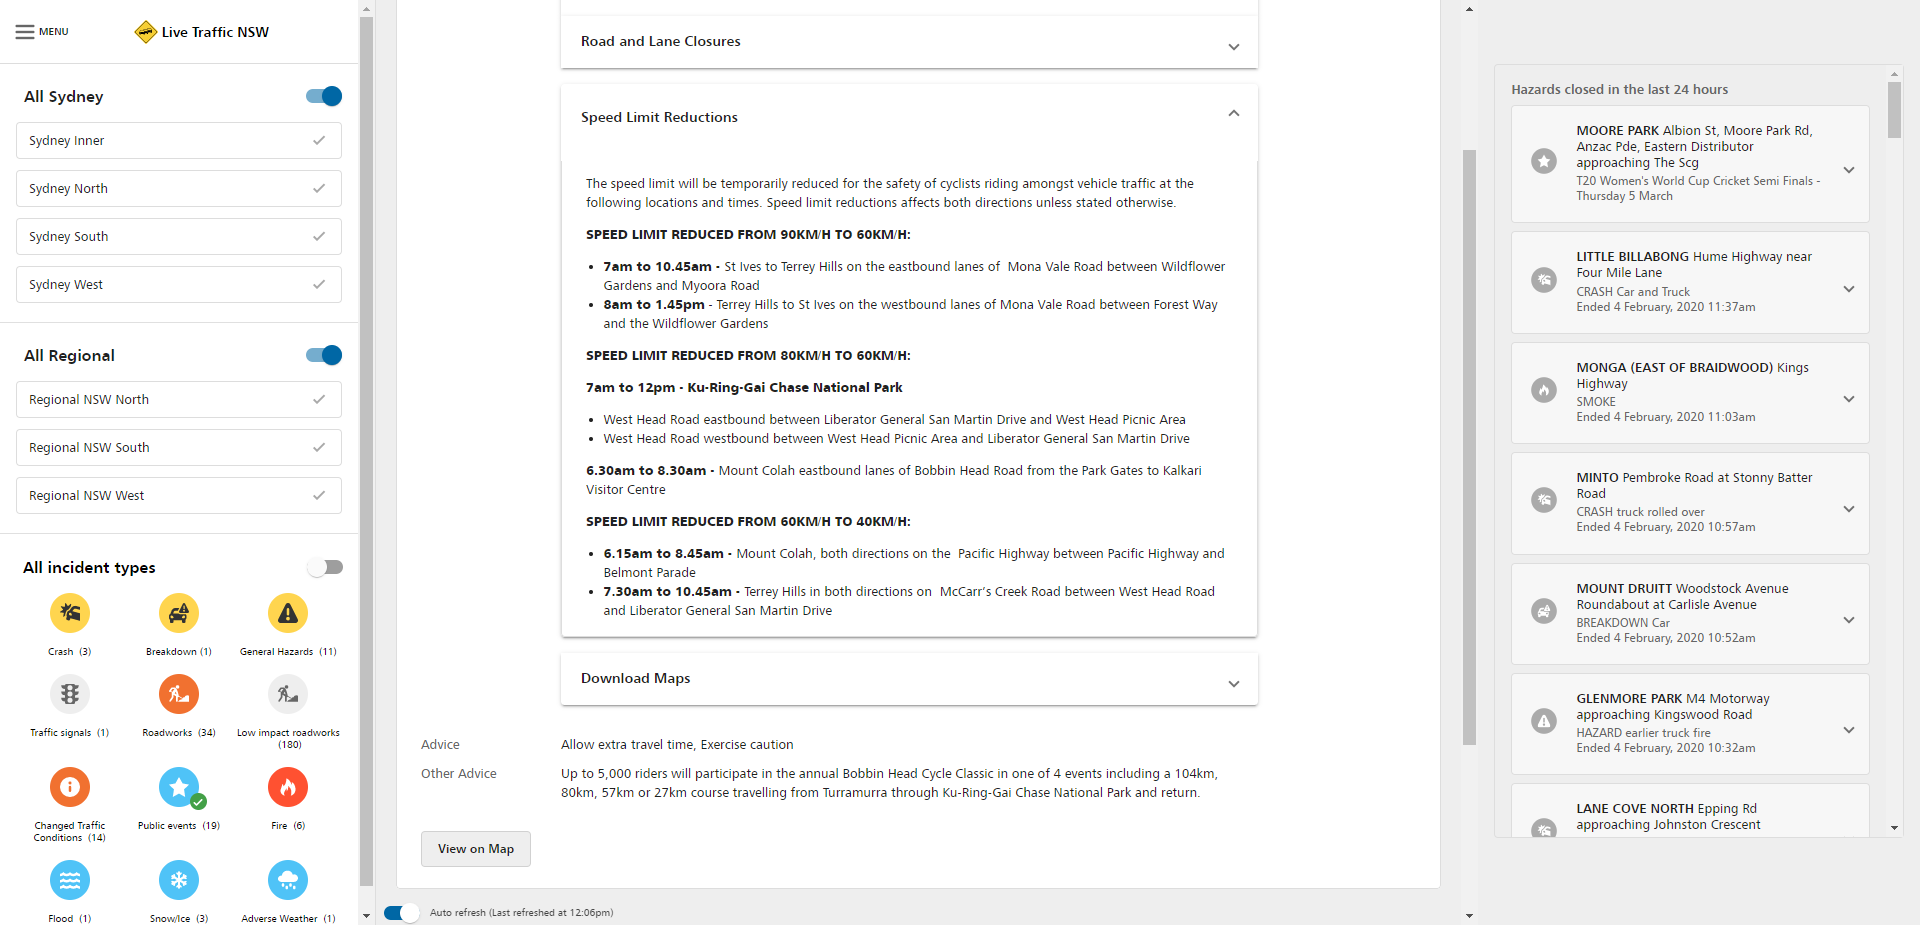 MENU
Live Traffic NSW
All Sydney
Sydney Inner
Sydney North
Sydney South
Sydney West
All Regional
Regional NSW North
Regional NSW South
Regional NSW West
All incident types
Crash (3)
Breakdown (1)
General Hazards (11)
Traffic signals (1)
Roadworks (34)
Low impact roadworks
(180)
Changed Traffic
Conditions (14)
Public events (19)
Fire (6)
Flood (1)
Snow/Ice (3)
Adverse Weather (1)
Road and Lane Closures
Speed Limit Reductions
The speed limit will be temporarily reduced for the safety of cyclists riding amongst vehicle traffic at the
following locations and times. Speed limit reductions affects both directions unless stated otherwise.
SPEED LIMIT REDUCED FROM 90KM/H TO 60KM/H:
• 7am to 10.45am - St Ives to Terrey Hills on the eastbound lanes of Mona Vale Road between Wildflower
Gardens and Myoora Road
• 8am to 1.45pm - Terrey Hills to St Ives on the westbound lanes of Mona Vale Road between Forest Way
and the Wildflower Gardens
SPEED LIMIT REDUCED FROM 80KM/H TO 60KM/H:
7am to 12pm - Ku-Ring-Gai Chase National Park
• West Head Road eastbound between Liberator General San Martin Drive and West Head Picnic Area
• West Head Road westbound between West Head Picnic Area and Liberator General San Martin Drive
6.30am to 8.30am - Mount Colah eastbound lanes of Bobbin Head Road from the Park Gates to Kalkari
Visitor Centre
SPEED LIMIT REDUCED FROM 60KM/H TO 40KM/H:
• 6.15am to 8.45am - Mount Colah, both directions on the Pacific Highway between Pacific Highway and
Belmont Parade
• 7.30am to 10.45am - Terrey Hills in both directions on McCarr's Creek Road between West Head Road
and Liberator General San Martin Drive
Download Maps
Advice
Allow extra travel time, Exercise caution
Other Advice
Up to 5,000 riders will participate in the annual Bobbin Head Cycle Classic in one of 4 events including a 104km,
80km, 57km or 27km course travelling from Turramurra through Ku-Ring-Gai Chase National Park and return.
View on Map
Auto refresh (Last refreshed at 12:06pm)
Hazards closed in the last 24 hours
MOORE PARK Albion St, Moore Park Rd,
Anzac Pde, Eastern Distributor
approaching The Scg
T20 Women's World Cup Cricket Semi Finals -
Thursday 5 March
LITTLE BILLABONG Hume Highway near
Four Mile Lane
CRASH Car and Truck
Ended 4 February, 2020 11:37am
MONGA (EAST OF BRAIDWOOD) Kings
Highway
SMOKE
Ended 4 February, 2020 11:03am
MINTO Pembroke Road at Stonny Batter
Road
CRASH truck rolled over
Ended 4 February, 2020 10:57am
MOUNT DRUITT Woodstock Avenue
Roundabout at Carlisle Avenue
BREAKDOWN Car
Ended 4 February, 2020 10:52am
GLENMORE PARK M4 Motorway
approaching Kingswood Road
HAZARD earlier truck fire
Ended 4 February, 2020 10:32am
LANE COVE NORTH Epping Rd
approaching Johnston Crescent